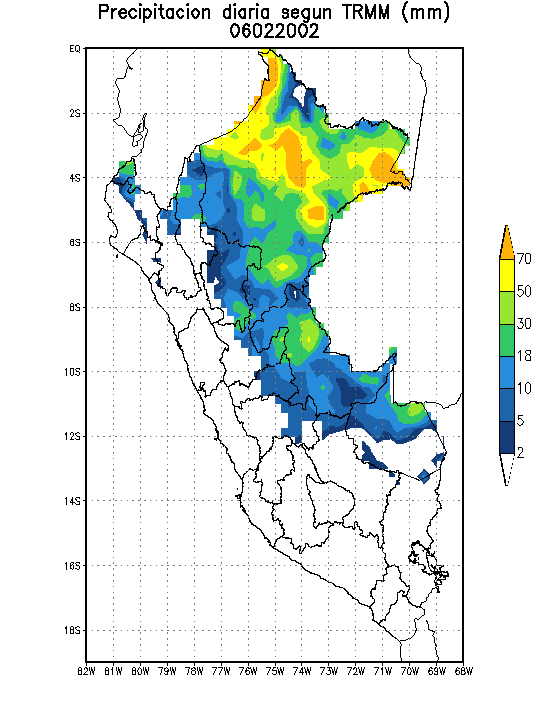 Precipitacion diaria segun TRMM (mm)
06022002
EQ
2S
4S
6S
8S
10S
12S
14S
16S
18S
82W 81W 80W 79W 78W 77W 76W 75W 74W 73W 72W 71W 70W 69W 68W
70
50
30
18
10
5
2